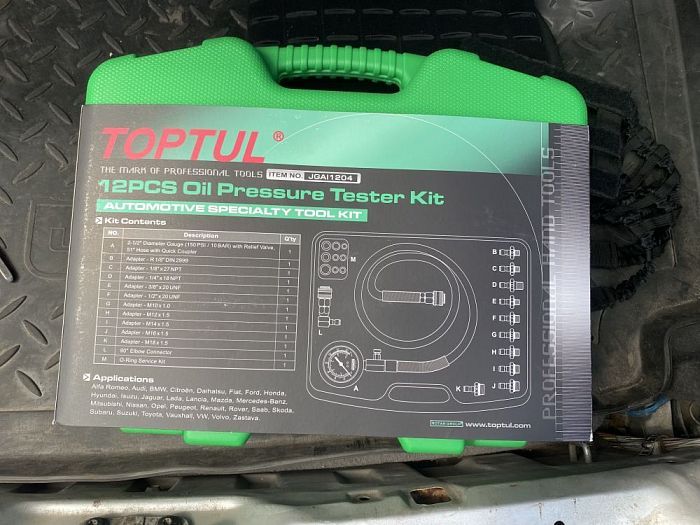 TOPTUL®
THE MARK OF PROFESSIONAL TOOLS ITEM NO. JGAI1204
12PCS Oil Pressure Tester Kit
AUTOMOTIVE SPECIALTY TOOL KIT
Kit Contents
NO. Description Q'ty
A 2-1/2" Diameter Gauge (150 PSI / 10 BAR) with Relief Valve, 51" Hose with Quick Coupler 1
B Adapter - R 1/8" DIN 2999 1
C Adapter - 1/8" x 27 NPT 1
D Adapter - 1/4" x 18 NPT 1
E Adapter - 3/8" x 20 UNF 1
F Adapter - 1/2" x 20 UNF 1
G Adapter - M10 x 1.0 1
H Adapter - M12 x 1.5 1
I Adapter - M14 x 1.5 1
J Adapter - M16 x 1.5 1
K Adapter - M18 x 1.5 1
L 90° Elbow Connector 1
M O-Ring Service Kit 1
Applications
Alfa Romeo, Audi, BMW, Citroën, Daihatsu, Fiat, Ford, Honda,
Hyundai, Isuzu, Jaguar, Lada, Lancia, Mazda, Mercedes-Benz,
Mitsubishi, Nissan, Opel, Peugeot, Renault, Rover, Saab, Skoda,
Subaru, Suzuki, Toyota, Vauxhall, VW, Volvo, Zastava.
M
L
A
B
C
D
E
F
G
H
I
J
K
www.toptul.com
PROFESSIONAL HAND TOOLS